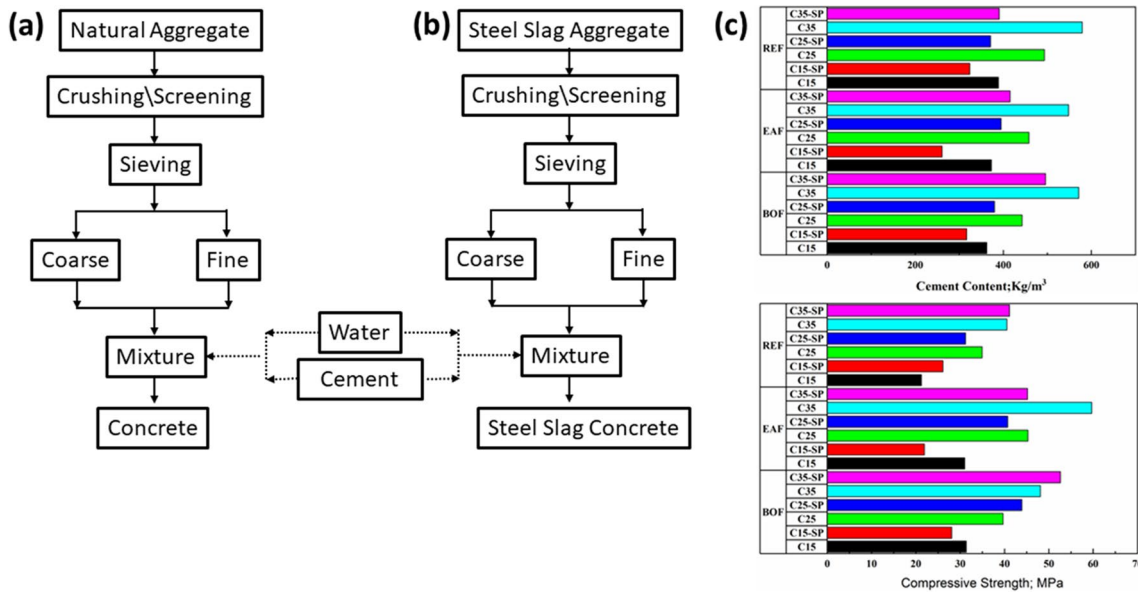 (a)
Natural Aggregate
Crushing\Screening
Sieving
Coarse
Fine
Mixture
Concrete
Water
Cement
(b)
Steel Slag Aggregate
Crushing\Screening
Sieving
Coarse
Fine
Mixture
Steel Slag Concrete
(c)
REF
C35-SP
C35
C25-SP
C25
C15-SP
C15
EAF
C35-SP
C35
C25-SP
C25
C15-SP
C15
BOF
C35-SP
C35
C25-SP
C25
C15-SP
C15
0 200 400 600
Cement Content;Kg/m³
REF
C35-SP
C35
C25-SP
C25
C15-SP
C15
EAF
C35-SP
C35
C25-SP
C25
C15-SP
C15
BOF
C35-SP
C35
C25-SP
C25
C15-SP
C15
0 10 20 30 40 50 60 70
Compressive Strength; MPa